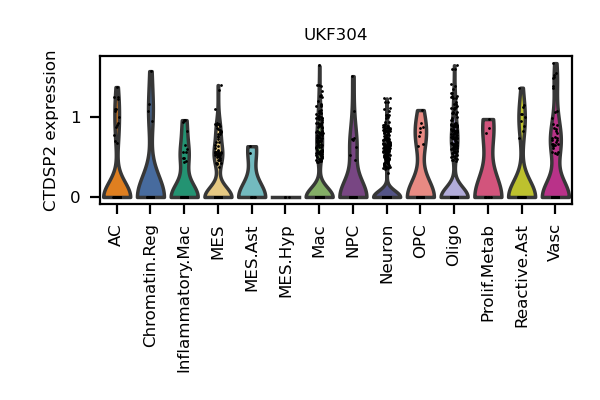 UKF304
CTDSP2 expression
1
0
AC
Chromatin.Reg
Inflammatory.Mac
MES
MES.Ast
MES.Hyp
Mac
NPC
Neuron
OPC
Oligo
Prolif.Metab
Reactive.Ast
Vasc